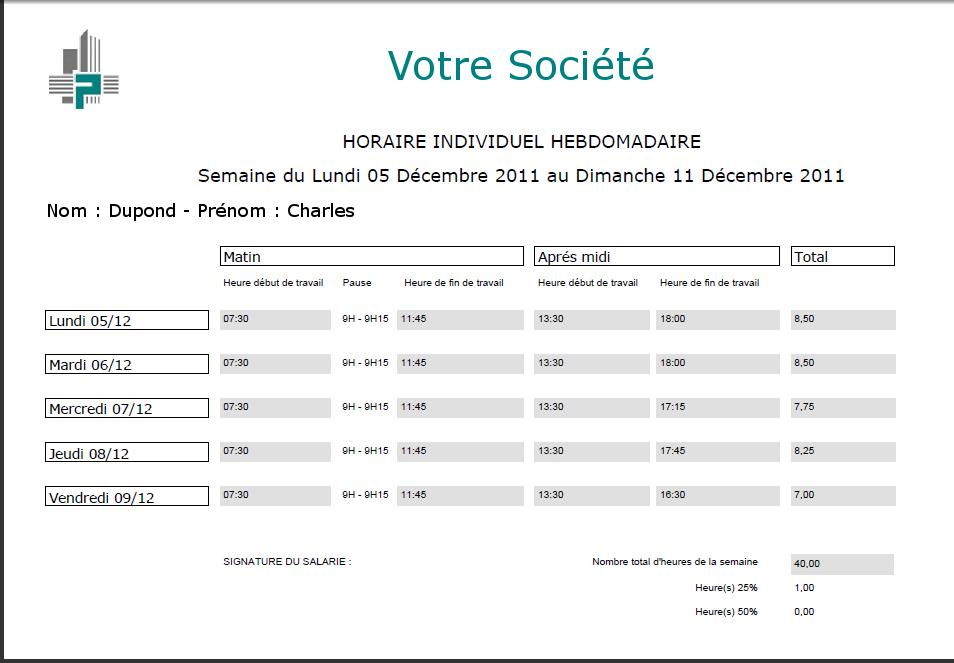 P
Votre Société
HORAIRE INDIVIDUEL HEBDOMADAIRE
Semaine du Lundi 05 Décembre 2011 au Dimanche 11 Décembre 2011
Nom : Dupond - Prénom : Charles
Matin Aprés midi Total
Heure début de travail Pause Heure de fin de travail Heure début de travail Heure de fin de travail
Lundi 05/12 07:30 9H - 9H15 11:45 13:30 18:00 8,50
Mardi 06/12 07:30 9H - 9H15 11:45 13:30 18:00 8,50
Mercredi 07/12 07:30 9H - 9H15 11:45 13:30 17:15 7,75
Jeudi 08/12 07:30 9H - 9H15 11:45 13:30 17:45 8,25
Vendredi 09/12 07:30 9H - 9H15 11:45 13:30 16:30 7,00
SIGNATURE DU SALARIE : Nombre total d'heures de la semaine 40,00
Heure(s) 25% 1,00
Heure(s) 50% 0,00